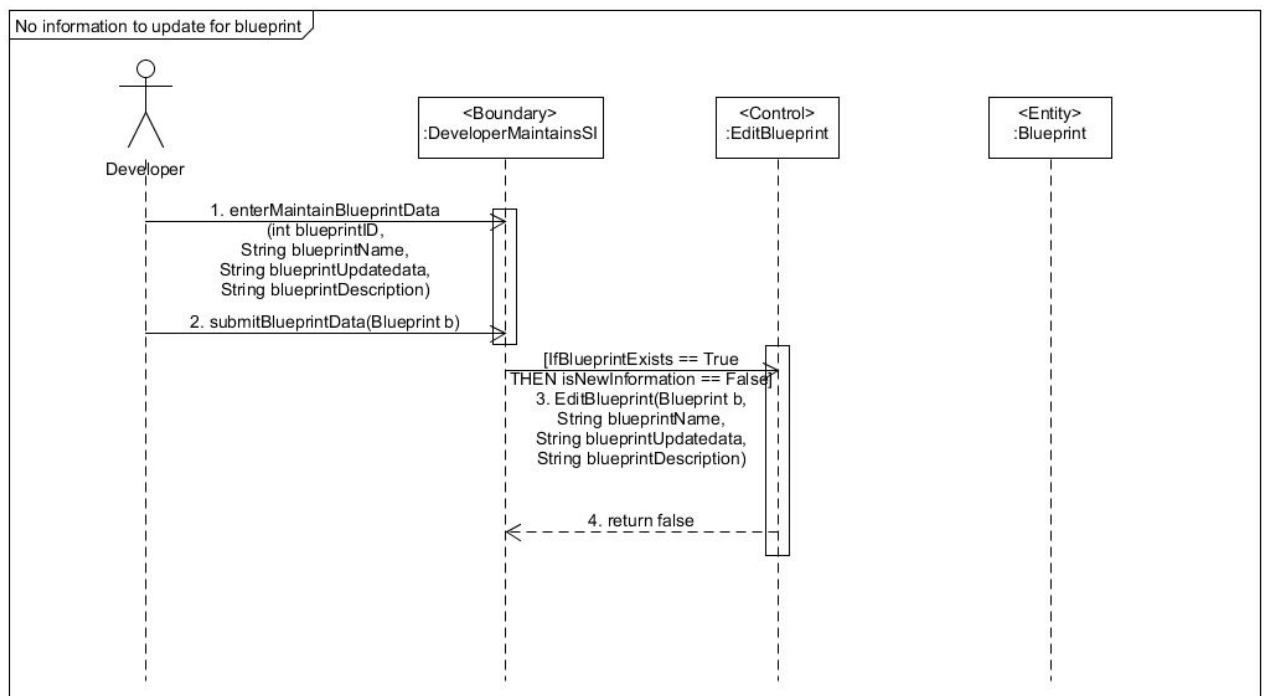 No information to update for blueprint
<Boundary>
:DeveloperMaintainsSI
<Control>
:EditBlueprint
<Entity>
:Blueprint
Developer
1. enterMaintainBlueprintData
(int blueprintID,
String blueprintName,
String blueprintUpdatedata,
String blueprintDescription)
2. submitBlueprintData(Blueprint b)
[IfBlueprintExists == True
THEN isNewInformation == False]
3. EditBlueprint(Blueprint b,
String blueprintName,
String blueprintUpdatedata,
String blueprintDescription)
4. return false